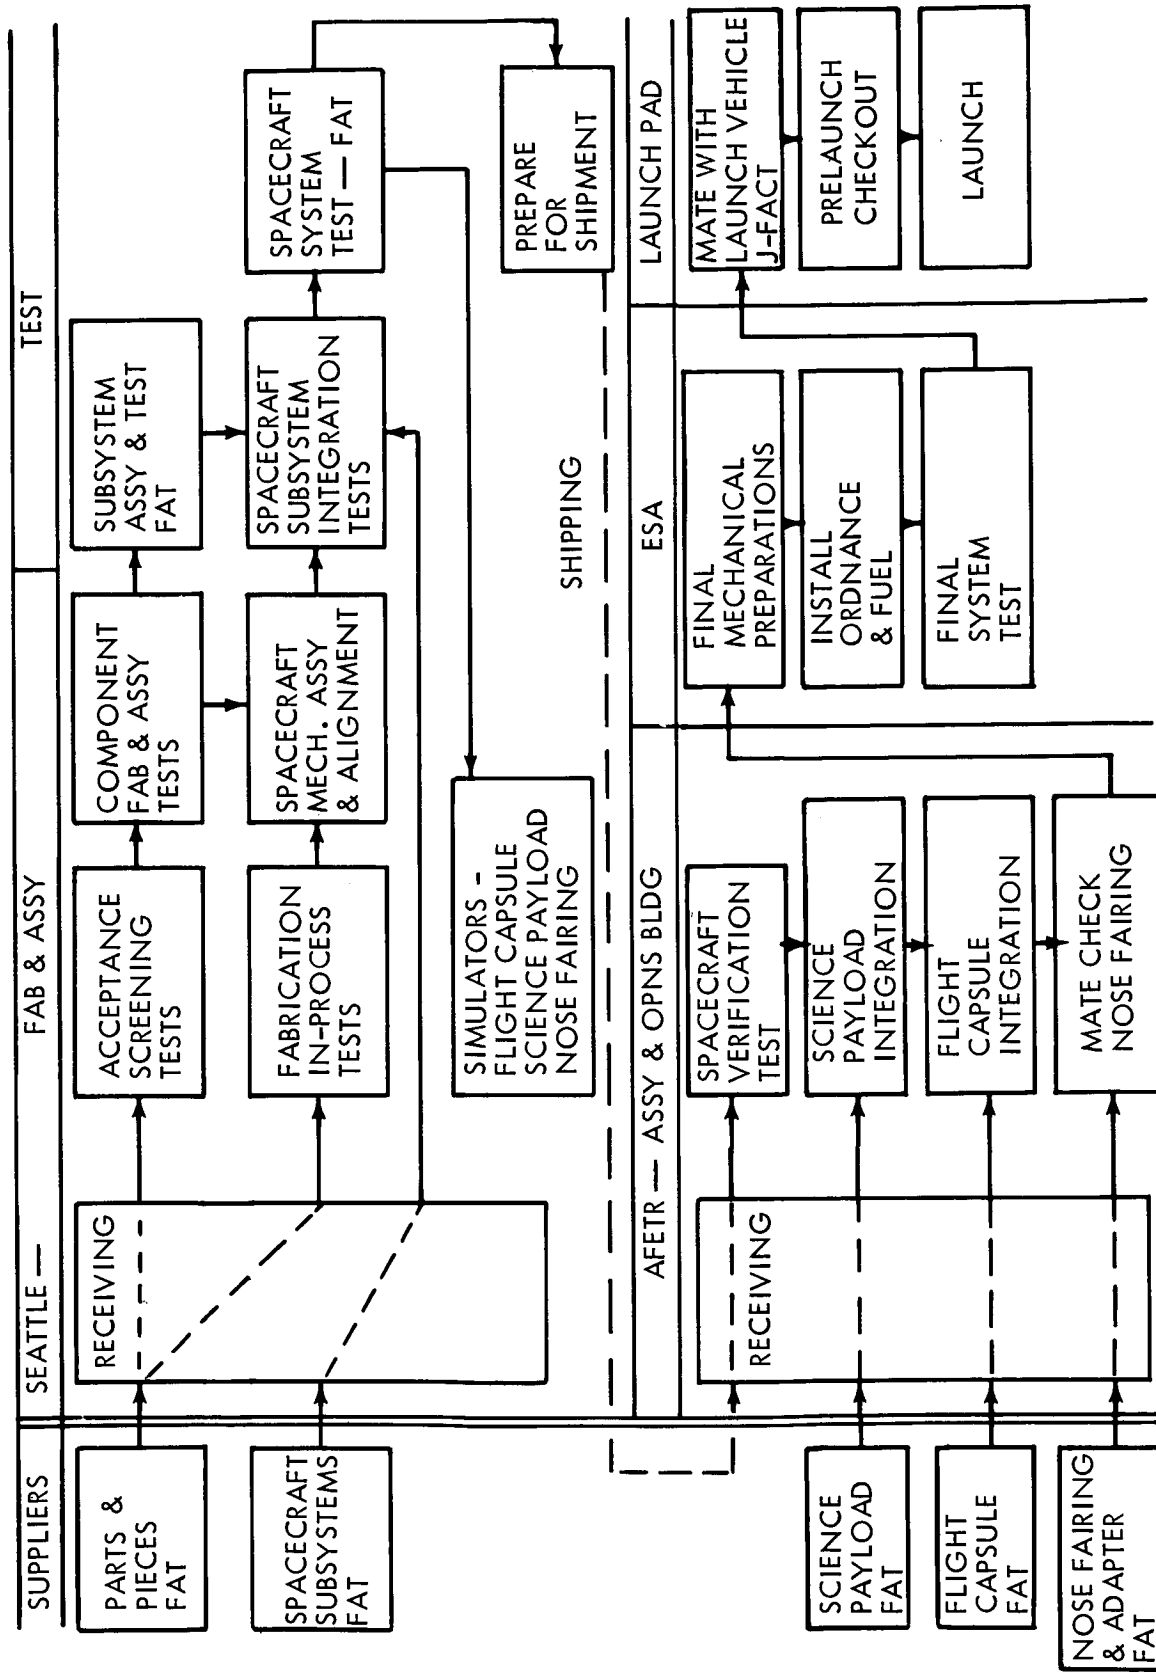 SUPPLIERS
SEATTLE —
FAB & ASSY
TEST
PARTS &
PIECES
FAT
RECEIVING
ACCEPTANCE
SCREENING
TESTS
COMPONENT
FAB & ASSY
TESTS
SUBSYSTEM
ASSY & TEST
FAT
SPACECRAFT
SUBSYSTEMS
FAT
FABRICATION
IN-PROCESS
TESTS
SPACECRAFT
MECH. ASSY
& ALIGNMENT
SPACECRAFT
SUBSYSTEM
INTEGRATION
TESTS
SPACECRAFT
SYSTEM
TEST — FAT
SIMULATORS -
FLIGHT CAPSULE
SCIENCE PAYLOAD
NOSE FAIRING
PREPARE
FOR
SHIPMENT
SHIPPING
AFETR — ASSY & OPNS BLDG
ESA
LAUNCH PAD
RECEIVING
SPACECRAFT
VERIFICATION
TEST
FINAL
MECHANICAL
PREPARATIONS
MATE WITH
LAUNCH VEHICLE
J-FACT
SCIENCE
PAYLOAD
FAT
SCIENCE
PAYLOAD
INTEGRATION
INSTALL
ORDNANCE
& FUEL
PRELAUNCH
CHECKOUT
FLIGHT
CAPSULE
FAT
FLIGHT
CAPSULE
INTEGRATION
FINAL
SYSTEM
TEST
LAUNCH
NOSE FAIRING
& ADAPTER
FAT
MATE CHECK
NOSE FAIRING